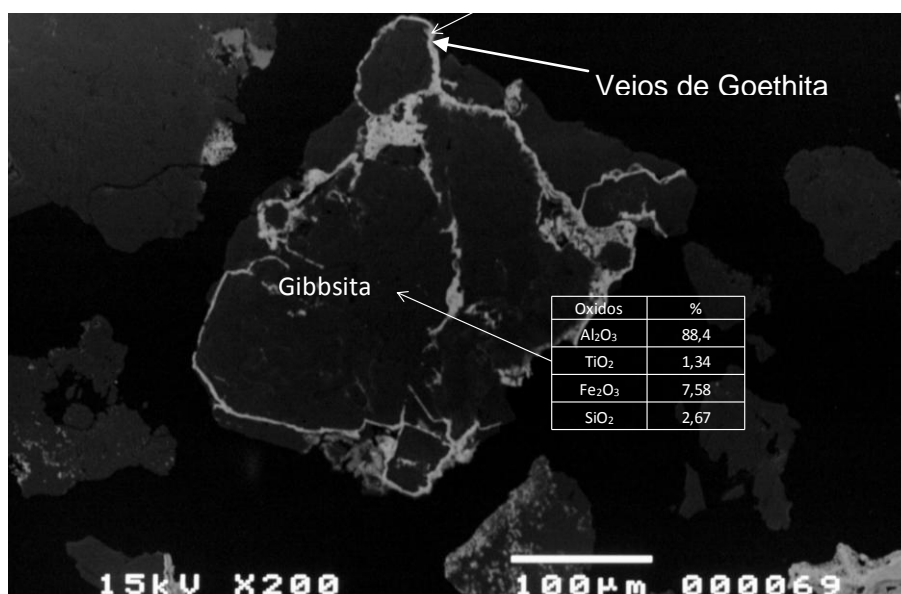 Veios de Goethita
Gibbsita
Oxidos %
Al₂O₃ 88,4
TiO₂ 1,34
Fe₂O₃ 7,58
SiO₂ 2,67
15kV X200 100µm 000069